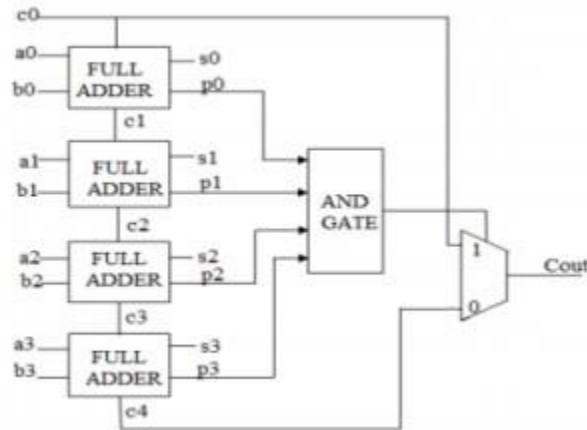 c0
a0
b0
FULL
ADDER
s0
p0
c1
a1
b1
FULL
ADDER
s1
p1
c2
a2
b2
FULL
ADDER
s2
p2
c3
a3
b3
FULL
ADDER
s3
p3
c4
AND
GATE
1
0
Cout